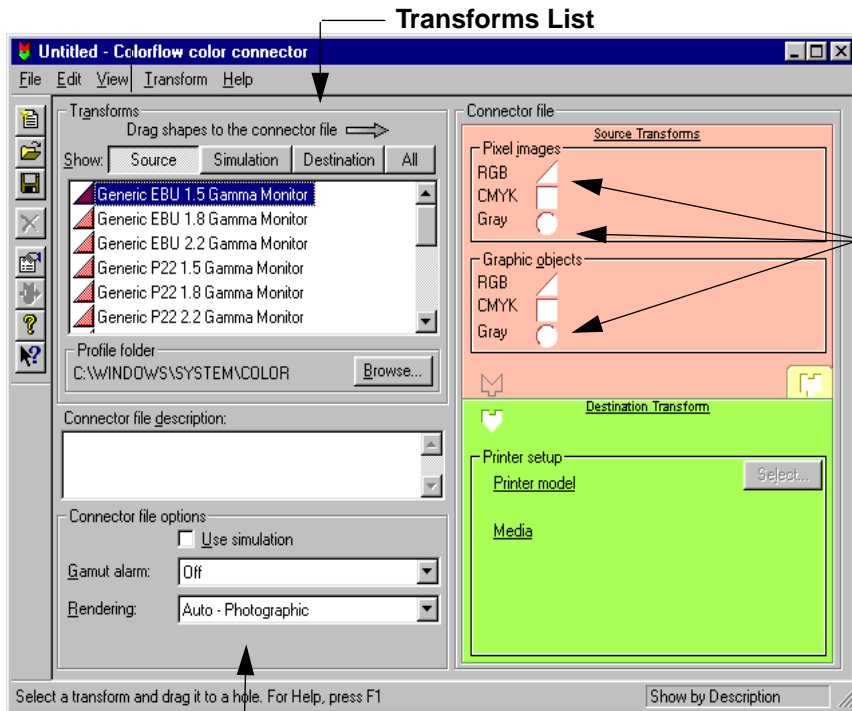 Transforms List
Untitled - Colorflow color connector
File Edit View Transform Help
Transforms
Drag shapes to the connector file
Show: Source Simulation Destination All
Generic EBU 1.5 Gamma Monitor
Generic EBU 1.8 Gamma Monitor
Generic EBU 2.2 Gamma Monitor
Generic P22 1.5 Gamma Monitor
Generic P22 1.8 Gamma Monitor
Generic P22 2.2 Gamma Monitor
Profile folder
C:\WINDOWS\SYSTEM\COLOR
Browse...
Connector file description:
Connector file options
Use simulation
Gamut alarm: Off
Rendering: Auto - Photographic
Connector file
Source Transforms
Pixel images
RGB
CMYK
Gray
Graphic objects
RGB
CMYK
Gray
Destination Transform
Printer setup
Printer model
Select...
Media
Select a transform and drag it to a hole. For Help, press F1
Show by Description